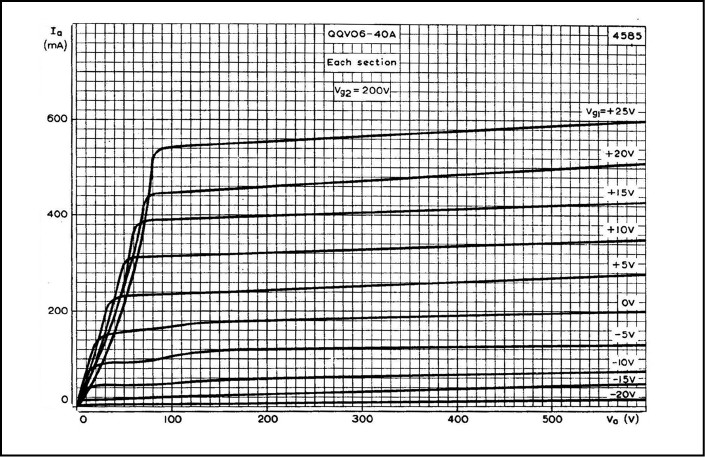 Ia
(mA)
QQVO6-40A
4585
Each section
Vg2=200V
Vg1=+25V
600
+20V
+15V
400
+10V
+5V
200
0V
-5V
-10V
-15V
-20V
0
0 100 200 300 400 500 Va (V)